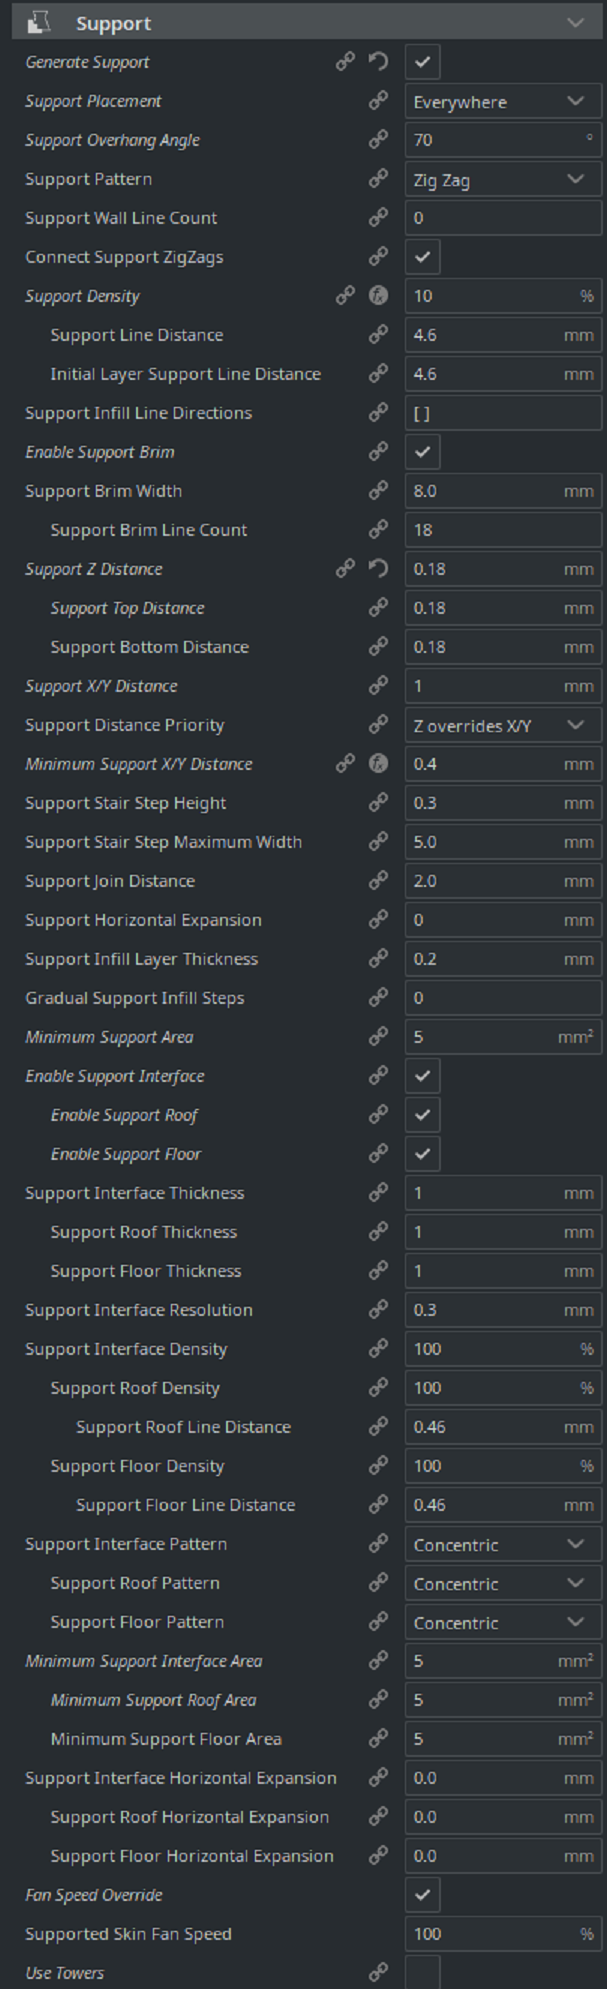 Support
Generate Support
Support Placement Everywhere
Support Overhang Angle 70 °
Support Pattern Zig Zag
Support Wall Line Count 0
Connect Support ZigZags
Support Density 10 %
Support Line Distance 4.6 mm
Initial Layer Support Line Distance 4.6 mm
Support Infill Line Directions [ ]
Enable Support Brim
Support Brim Width 8.0 mm
Support Brim Line Count 18
Support Z Distance 0.18 mm
Support Top Distance 0.18 mm
Support Bottom Distance 0.18 mm
Support X/Y Distance 1 mm
Support Distance Priority Z overrides X/Y
Minimum Support X/Y Distance 0.4 mm
Support Stair Step Height 0.3 mm
Support Stair Step Maximum Width 5.0 mm
Support Join Distance 2.0 mm
Support Horizontal Expansion 0 mm
Support Infill Layer Thickness 0.2 mm
Gradual Support Infill Steps 0
Minimum Support Area 5 mm²
Enable Support Interface
Enable Support Roof
Enable Support Floor
Support Interface Thickness 1 mm
Support Roof Thickness 1 mm
Support Floor Thickness 1 mm
Support Interface Resolution 0.3 mm
Support Interface Density 100 %
Support Roof Density 100 %
Support Roof Line Distance 0.46 mm
Support Floor Density 100 %
Support Floor Line Distance 0.46 mm
Support Interface Pattern Concentric
Support Roof Pattern Concentric
Support Floor Pattern Concentric
Minimum Support Interface Area 5 mm²
Minimum Support Roof Area 5 mm²
Minimum Support Floor Area 5 mm²
Support Interface Horizontal Expansion 0.0 mm
Support Roof Horizontal Expansion 0.0 mm
Support Floor Horizontal Expansion 0.0 mm
Fan Speed Override
Supported Skin Fan Speed 100 %
Use Towers